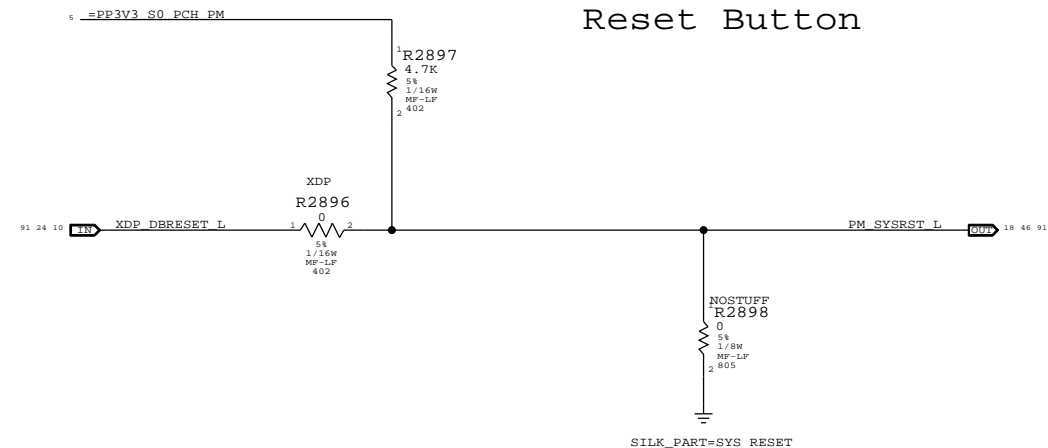 Reset Button
5 =PP3V3_S0_PCH_PM
1
R2897
4.7K
5%
1/16W
MF-LF
402
2
XDP
R2896
0
91 24 10 IN XDP_DBRESET_L 1 2 PM_SYSRST_L OUT 18 46 91
5%
1/16W
MF-LF
402
NOSTUFF
1
R2898
0
5%
1/8W
MF-LF
805
2
SILK_PART=SYS RESET